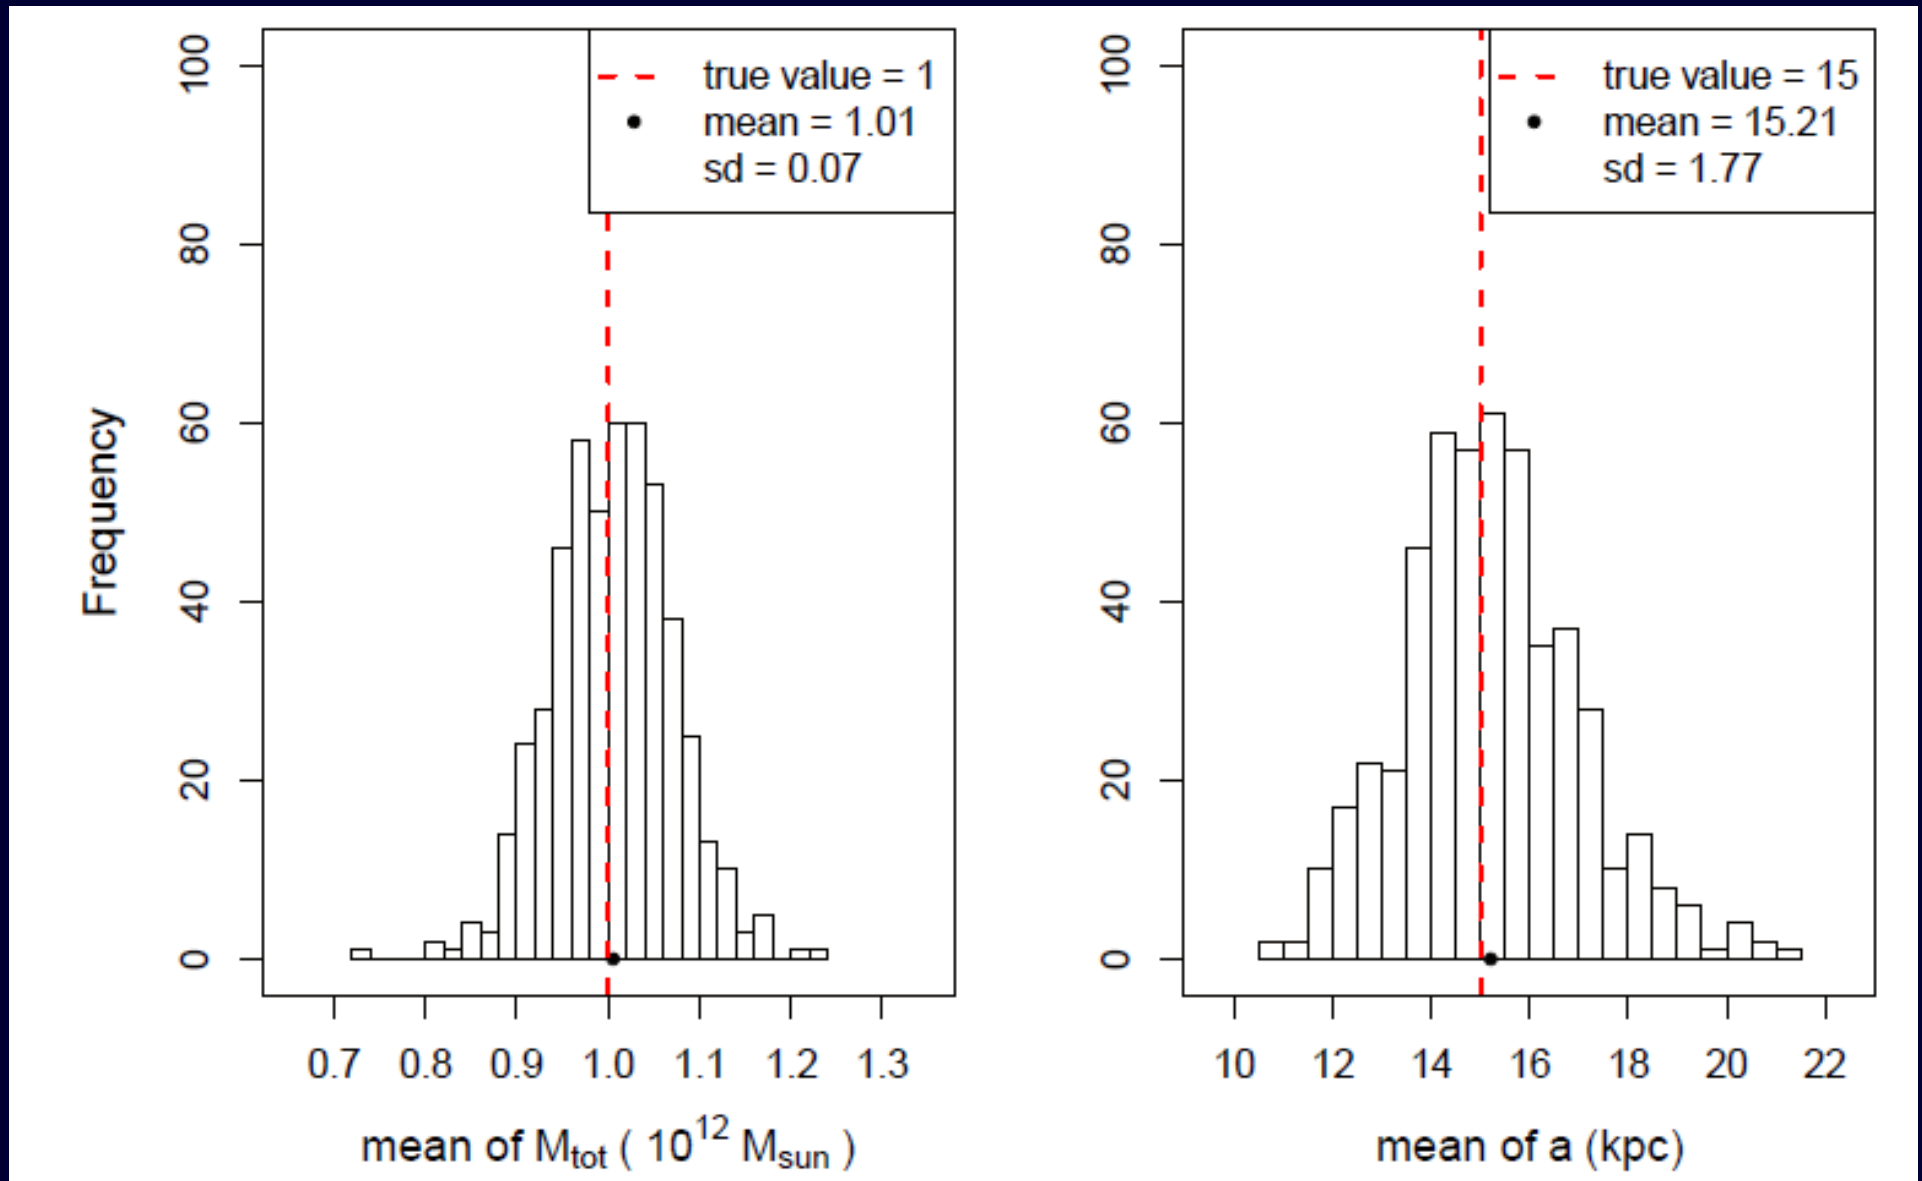 true value = 1
mean = 1.01
sd = 0.07
Frequency
0 20 40 60 80 100
0.7 0.8 0.9 1.0 1.1 1.2 1.3
mean of M_tot ( 10^12 M_sun )
true value = 15
mean = 15.21
sd = 1.77
0 20 40 60 80 100
10 12 14 16 18 20 22
mean of a (kpc)